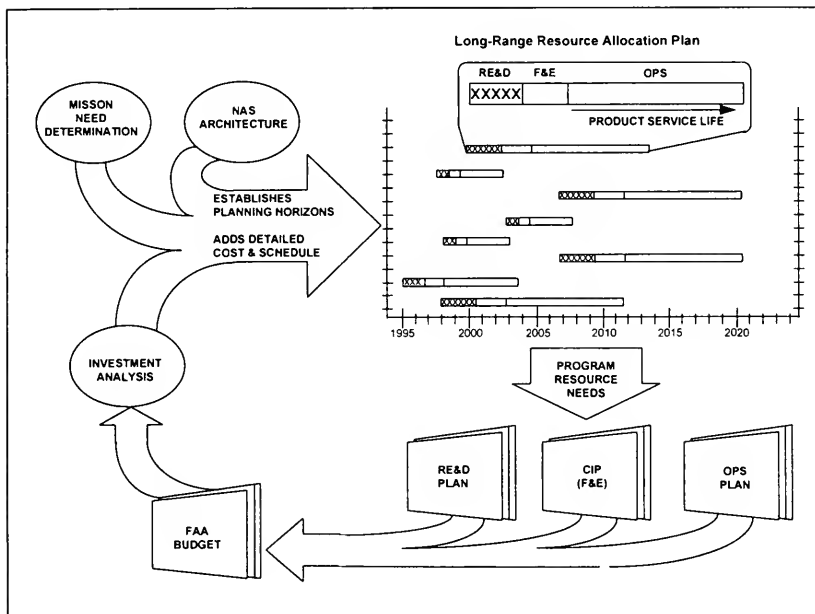 Long-Range Resource Allocation Plan
RE&D F&E OPS
XXXXX
PRODUCT SERVICE LIFE
MISSON
NEED
DETERMINATION
NAS
ARCHITECTURE
ESTABLISHES
PLANNING HORIZONS
ADDS DETAILED
COST & SCHEDULE
INVESTMENT
ANALYSIS
1995 2000 2005 2010 2015 2020
PROGRAM
RESOURCE
NEEDS
RE&D
PLAN
CIP
(F&E)
OPS
PLAN
FAA
BUDGET